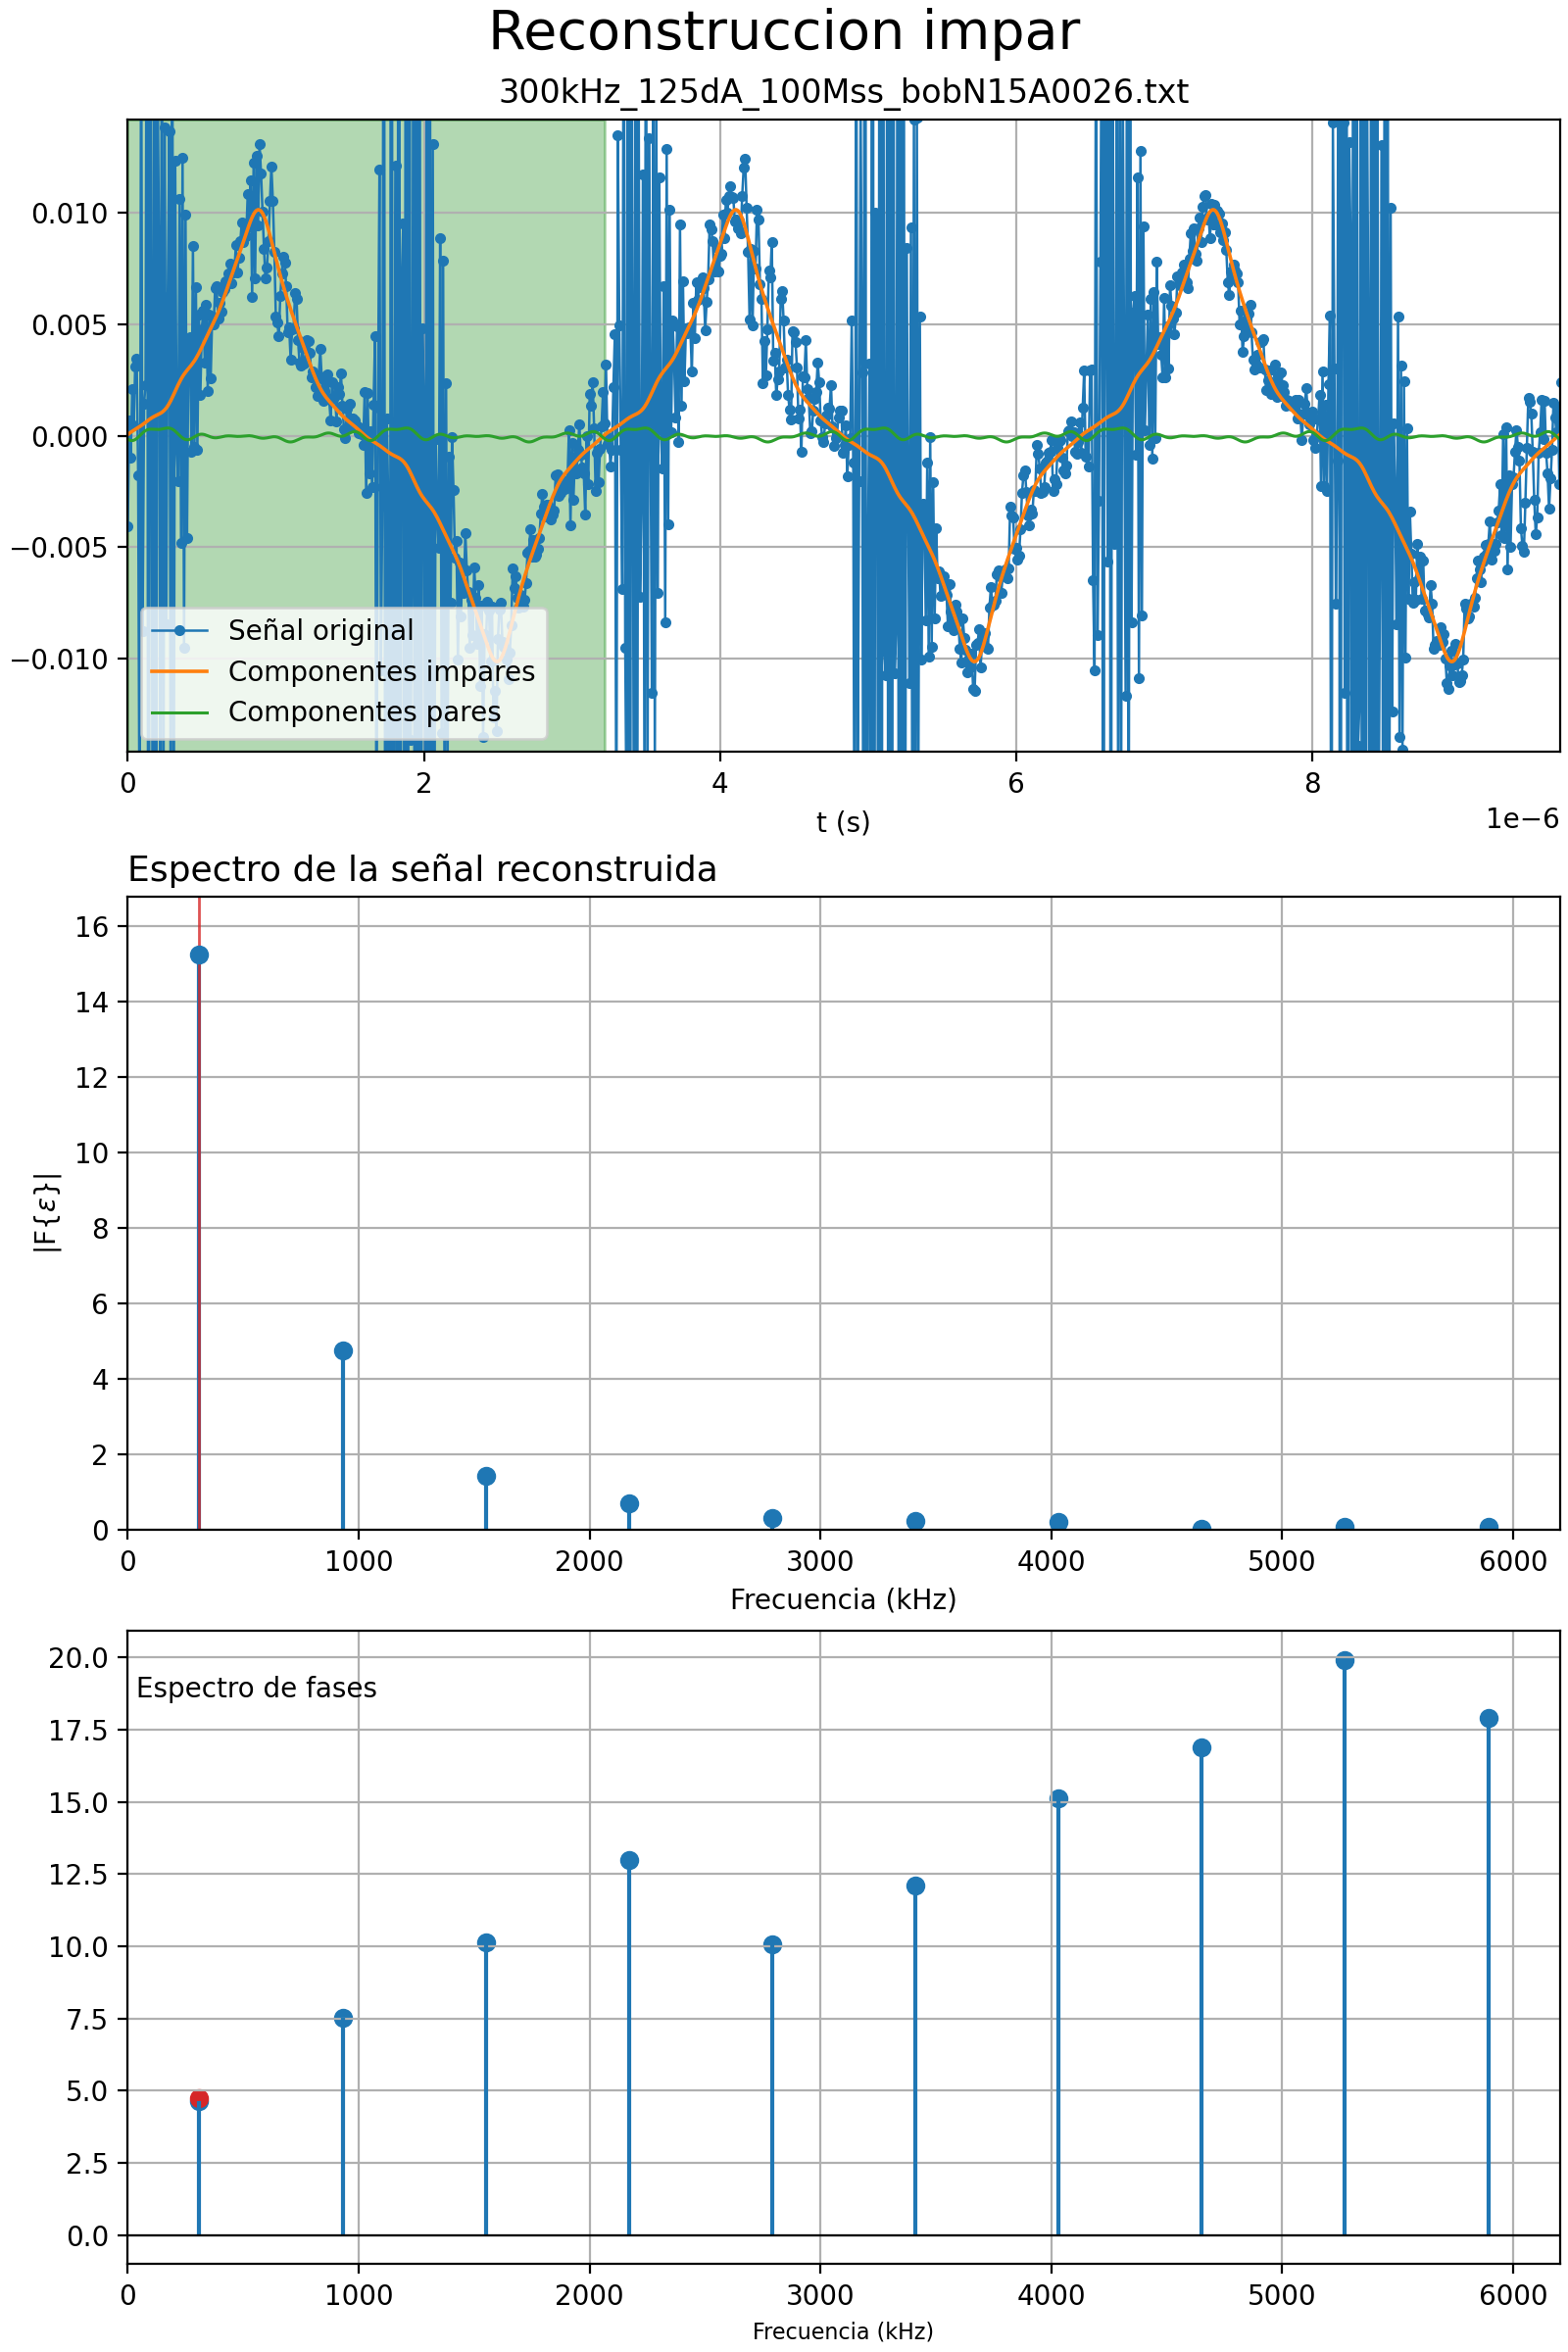 Reconstruccion impar
300kHz_125dA_100Mss_bobN15A0026.txt
0.010
0.005
0.000
−0.005
−0.010
Señal original
Componentes impares
Componentes pares
0 2 4 6 8
1e−6
t (s)
Espectro de la señal reconstruida
16
14
12
10
8
6
4
2
0
|F{ε}|
0 1000 2000 3000 4000 5000 6000
Frecuencia (kHz)
20.0
Espectro de fases
17.5
15.0
12.5
10.0
7.5
5.0
2.5
0.0
0 1000 2000 3000 4000 5000 6000
Frecuencia (kHz)